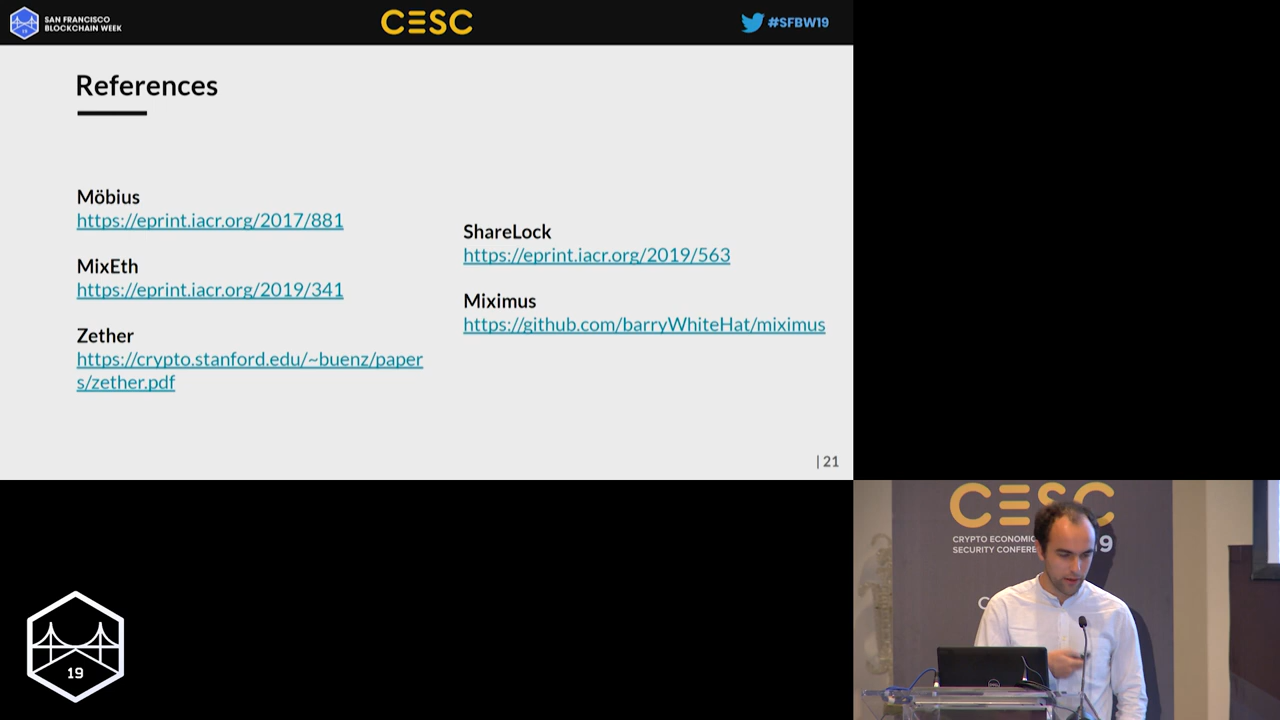 SAN FRANCISCO
BLOCKCHAIN WEEK
19
CESC
#SFBW19
References
Möbius
https://eprint.iacr.org/2017/881
MixEth
https://eprint.iacr.org/2019/341
Zether
https://crypto.stanford.edu/~buenz/paper
s/zether.pdf
ShareLock
https://eprint.iacr.org/2019/563
Miximus
https://github.com/barryWhiteHat/miximus
| 21
CESC
CRYPTO ECONOMIC
SECURITY CONFERE
19
19